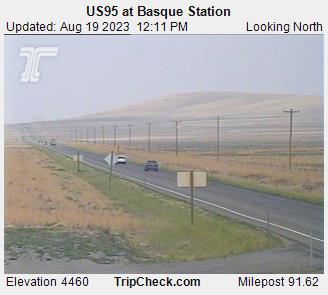 US95 at Basque Station
Updated: Aug 19 2023 12:11 PM Looking North
Elevation 4460 TripCheck.com Milepost 91.62